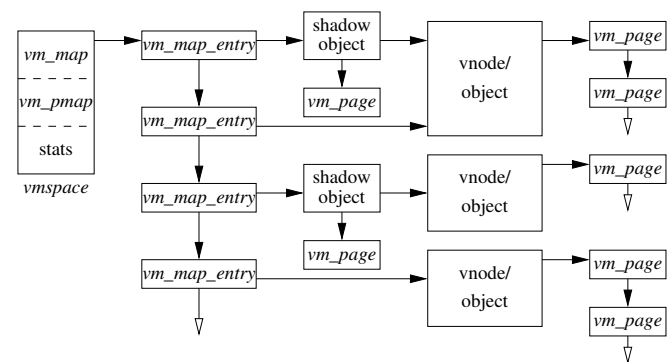 vm_map
vm_pmap
stats
vmspace
vm_map_entry
shadow
object
vm_page
vnode/
object
vm_page
vm_page
vm_map_entry
vm_map_entry
shadow
object
vm_page
vnode/
object
vm_page
vm_map_entry
vnode/
object
vm_page
vm_page